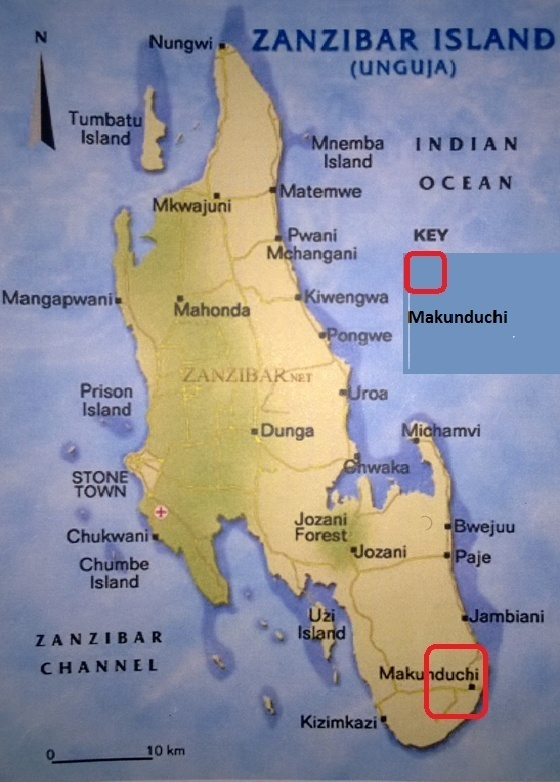 ZANZIBAR ISLAND
(UNGUJA)
N
Nungwi
Tumbatu
Island
Mnemba
Island
INDIAN
OCEAN
Matemwe
Mkwajuni
KEY
Pwani
Mchangani
Makunduchi
Mangapwani
Mahonda
Kiwengwa
Pongwe
ZANZIBAR.NET
Prison
Island
Uroa
Dunga
Michamvi
Chwaka
STONE
TOWN
Jozani
Forest
Bwejuu
Chukwani
Jozani
Paje
Chumbe
Island
Uzi
Island
Jambiani
ZANZIBAR
CHANNEL
Makunduchi
Kizimkazi
0 10 km